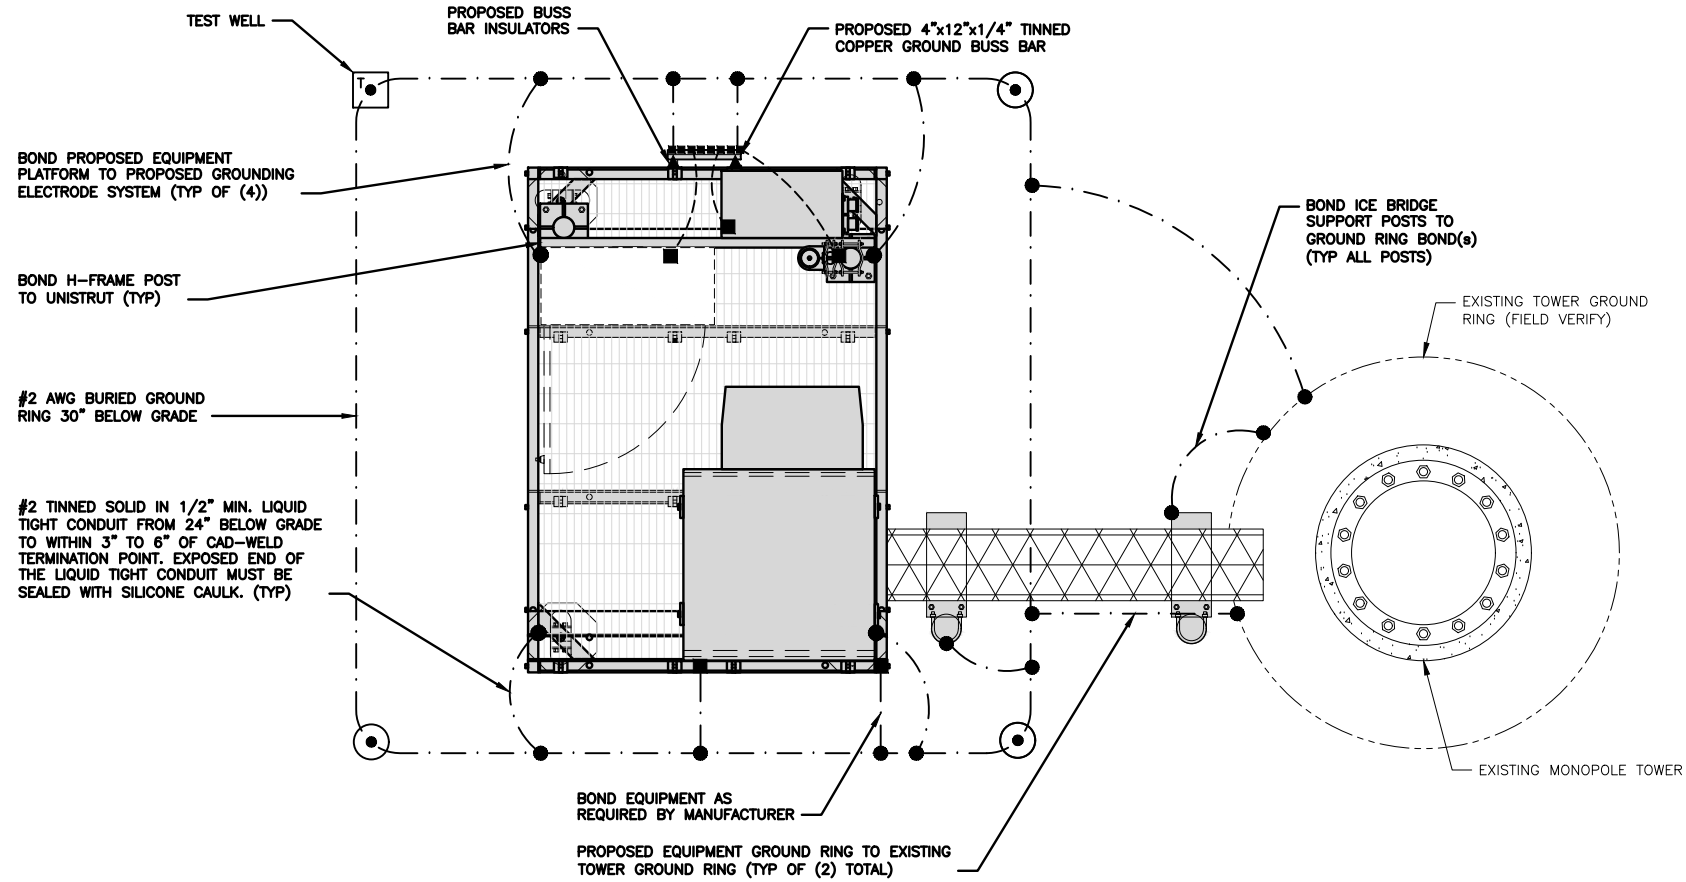 TEST WELL
PROPOSED BUSS
BAR INSULATORS
PROPOSED 4"x12"x1/4" TINNED
COPPER GROUND BUSS BAR
T
BOND PROPOSED EQUIPMENT
PLATFORM TO PROPOSED GROUNDING
ELECTRODE SYSTEM (TYP OF (4))
BOND ICE BRIDGE
SUPPORT POSTS TO
GROUND RING BOND(s)
(TYP ALL POSTS)
BOND H-FRAME POST
TO UNISTRUT (TYP)
EXISTING TOWER GROUND
RING (FIELD VERIFY)
#2 AWG BURIED GROUND
RING 30" BELOW GRADE
#2 TINNED SOLID IN 1/2" MIN. LIQUID
TIGHT CONDUIT FROM 24" BELOW GRADE
TO WITHIN 3" TO 6" OF CAD-WELD
TERMINATION POINT. EXPOSED END OF
THE LIQUID TIGHT CONDUIT MUST BE
SEALED WITH SILICONE CAULK. (TYP)
EXISTING MONOPOLE TOWER
BOND EQUIPMENT AS
REQUIRED BY MANUFACTURER
PROPOSED EQUIPMENT GROUND RING TO EXISTING
TOWER GROUND RING (TYP OF (2) TOTAL)